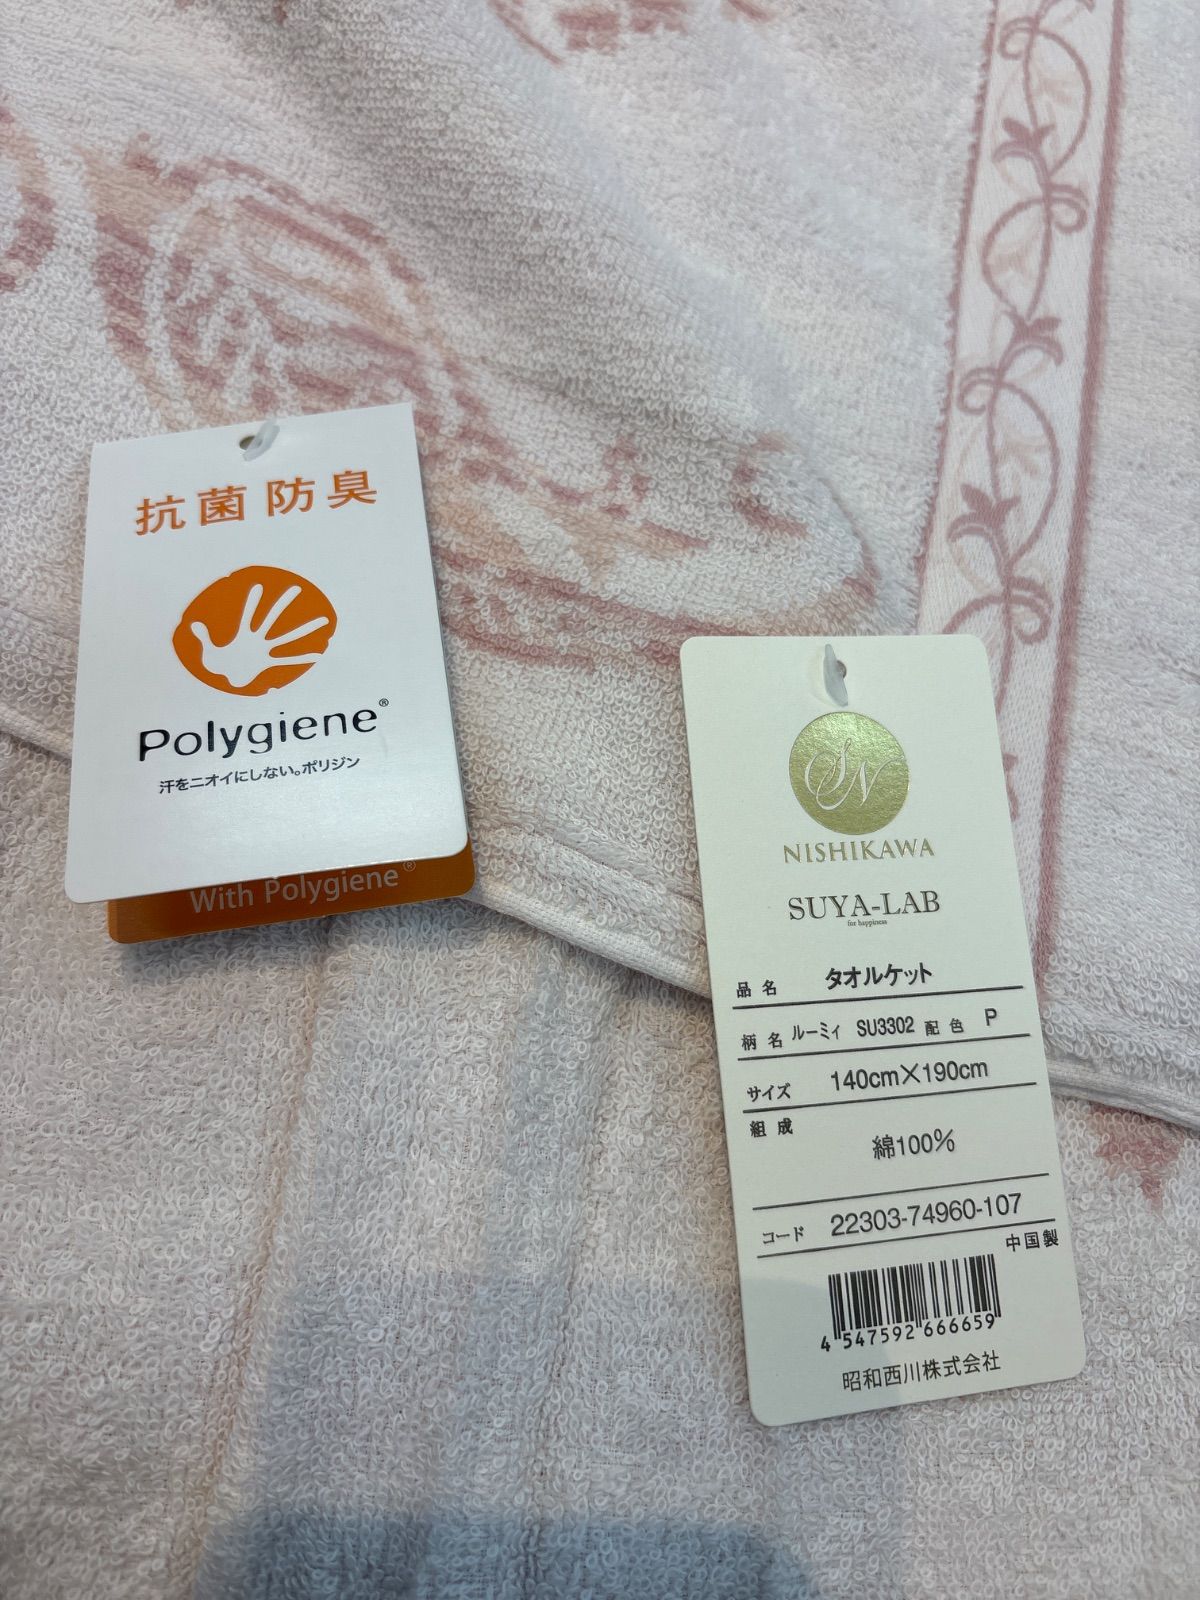 抗菌防臭
Polygiene®
汗をニオイにしない。ポリジン
With Polygiene®
SN
NISHIKAWA
SUYA-LAB
for happiness
品名 タオルケット
柄名 ルーミィ SU3302 配色 P
サイズ 140cm×190cm
組成
綿100%
コード 22303-74960-107
中国製
4 547592 666659
昭和西川株式会社